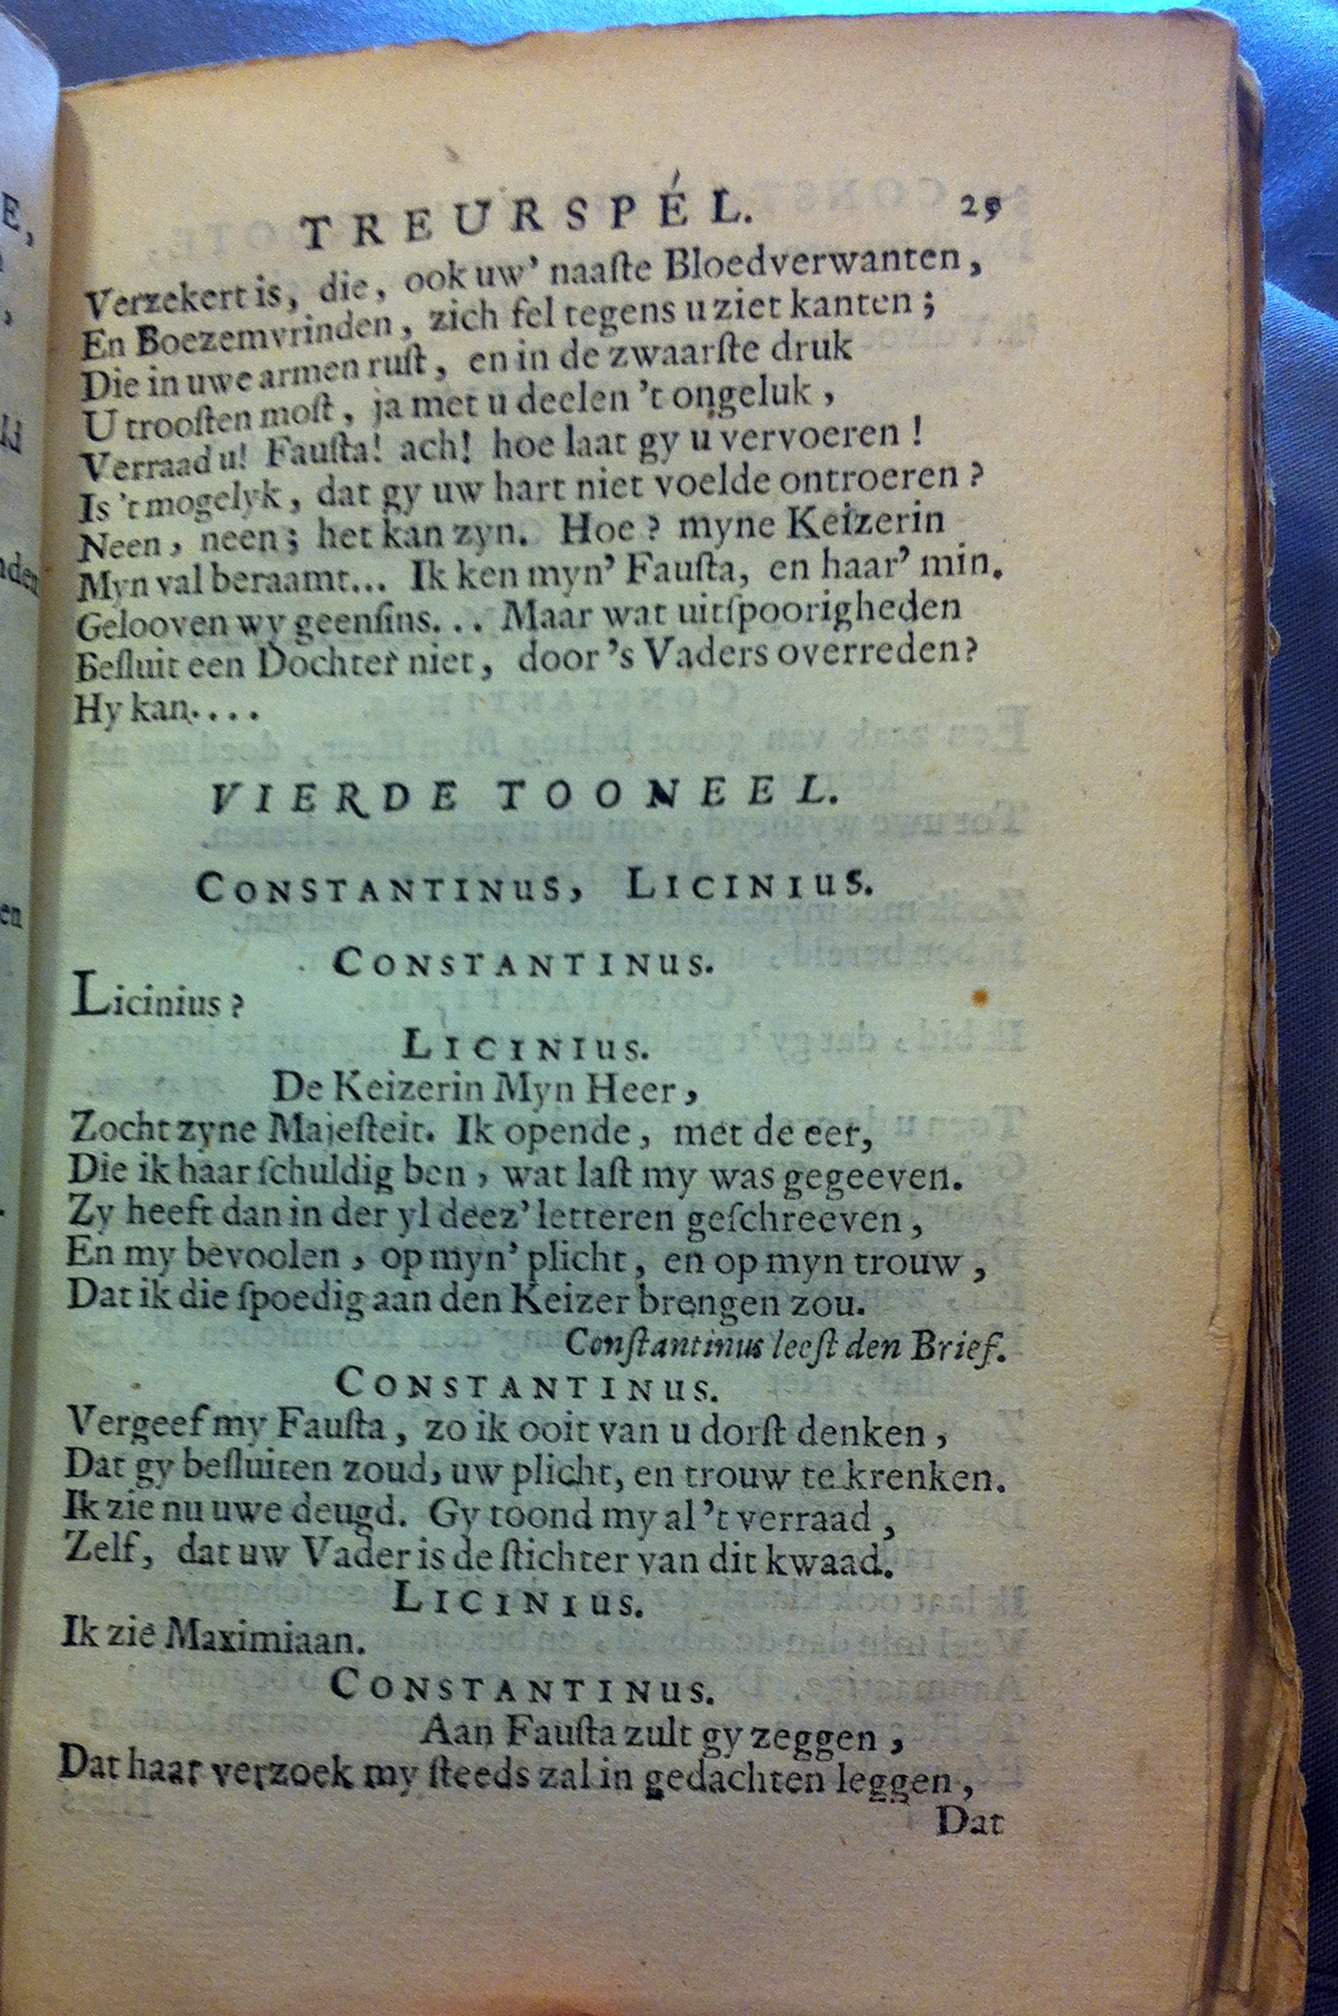 TREURSPÉL. 29
Verzekert is, die, ook uw’ naaſte Bloedverwanten,
En Boezemvrinden, zich fel tegens u ziet kanten;
Die in uwe armen ruſt, en in de zwaarſte druk
U trooſten moſt, ja met u deelen ’t ongeluk,
Verraad u! Fauſta! ach! hoe laat gy u vervoeren!
Is ’t mogelyk, dat gy uw hart niet voelde ontroeren?
Neen, neen; het kan zyn. Hoe? myne Keizerin
Myn val beraamt... Ik ken myn’ Fauſta, en haar’ min.
Gelooven wy geenſins... Maar wat uitſpoorigheden
Beſluit een Dochter niet, door ’s Vaders overreden?
Hy kan....
VIERDE TOONEEL.
CONSTANTINUS, LICINIUS.
CONSTANTINUS.
Licinius?
LICINIUS.
De Keizerin Myn Heer,
Zocht zyne Majeſteit. Ik opende, met de eer,
Die ik haar ſchuldig ben, wat laſt my was gegeeven.
Zy heeft dan in der yl deez’ letteren geſchreeven,
En my bevoolen, op myn’ plicht, en op myn trouw,
Dat ik die ſpoedig aan den Keizer brengen zou.
Conſtantinus leeſt den Brief.
CONSTANTINUS.
Vergeef my Fauſta, zo ik ooit van u dorſt denken,
Dat gy beſluiten zoud, uw plicht, en trouw te krenken.
Ik zie nu uwe deugd. Gy toond my al ’t verraad,
Zelf, dat uw Vader is de ſtichter van dit kwaad.
LICINIUS.
Ik zie Maximiaan.
CONSTANTINUS.
Aan Fauſta zult gy zeggen,
Dat haar verzoek my ſteeds zal in gedachten leggen,
Dat